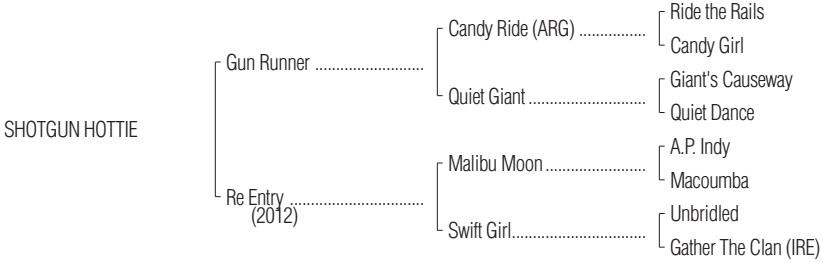 Ride the Rails
Candy Ride (ARG) ................
Candy Girl
Gun Runner ..........................
Giant's Causeway
Quiet Giant ............................
Quiet Dance
SHOTGUN HOTTIE
A.P. Indy
Malibu Moon ........................
Macoumba
Re Entry ................................
(2012)
Unbridled
Swift Girl................................
Gather The Clan (IRE)